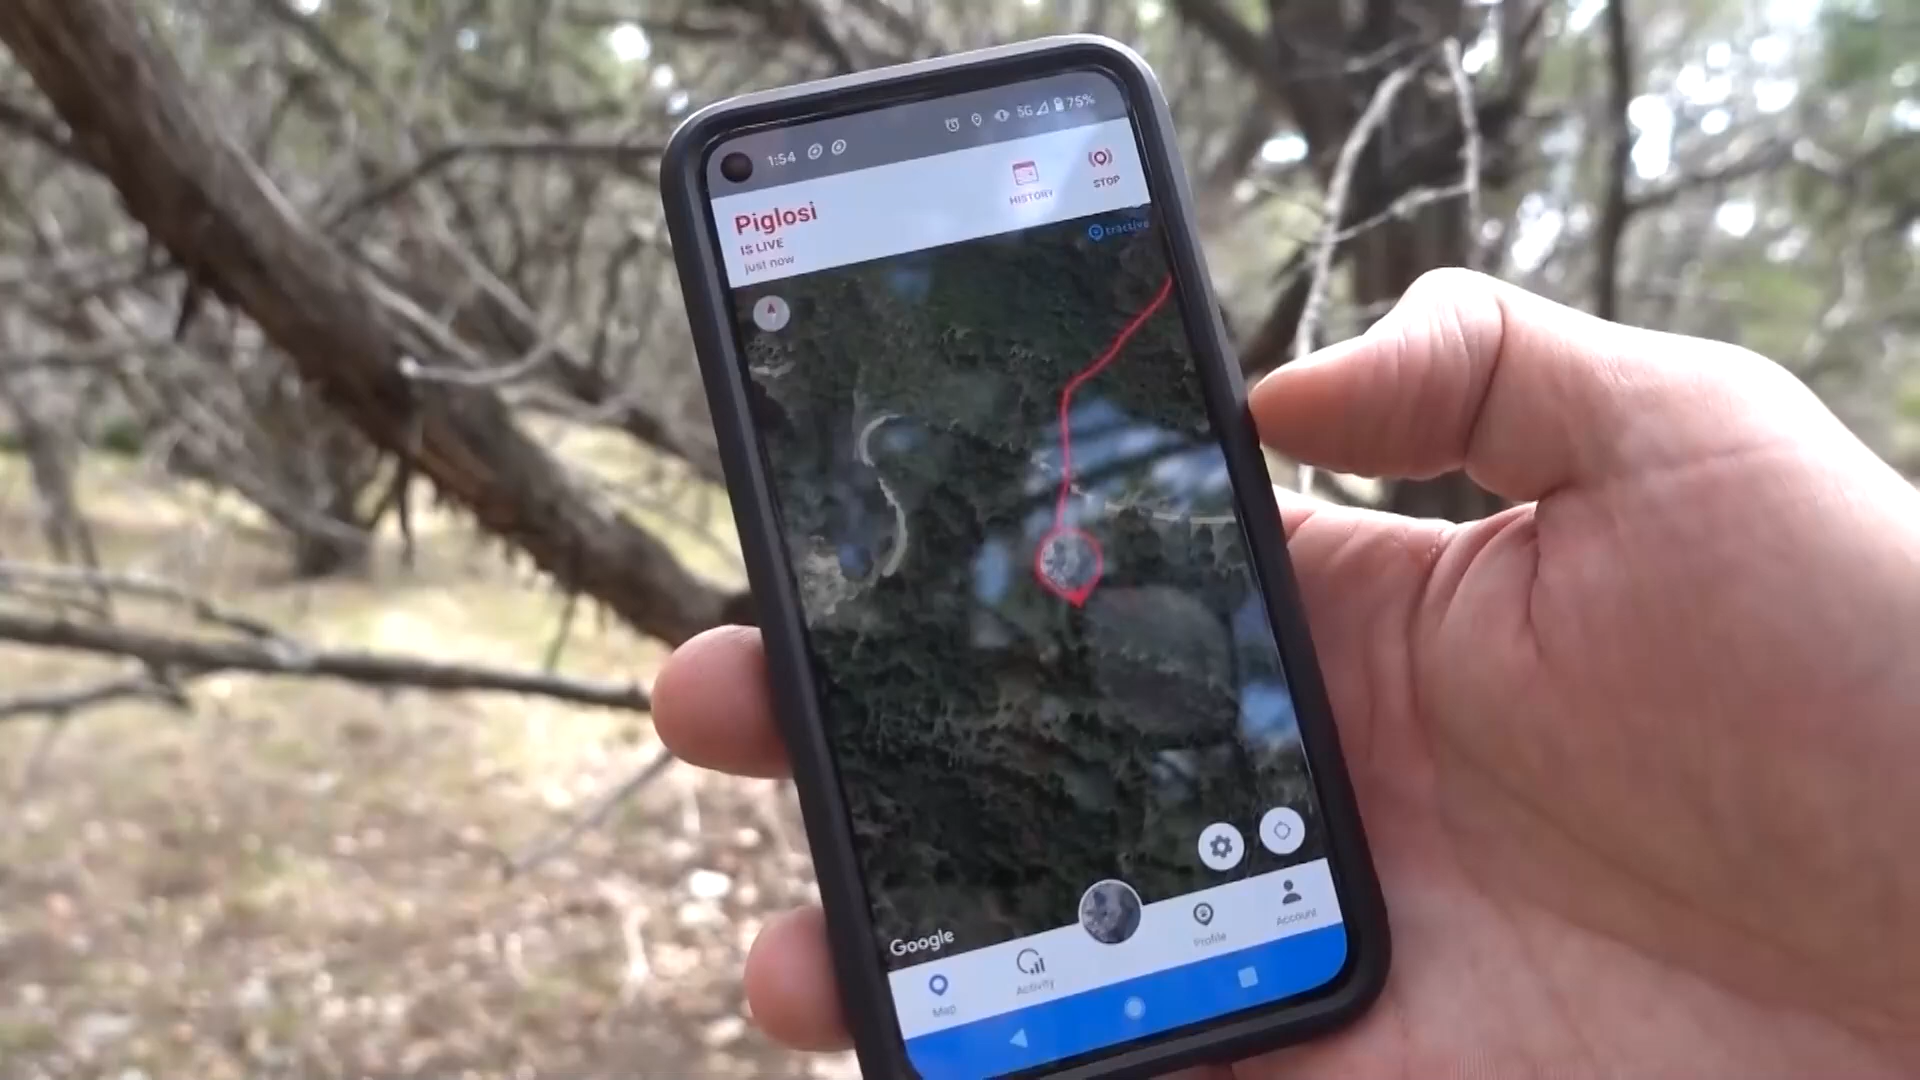 1:54 5G 75%
HISTORY
STOP
Piglosi
IS LIVE
just now
tractive
Google
Map
Activity
Profile
Account